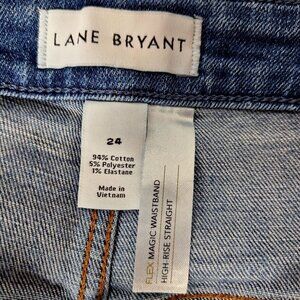 LANE BRYANT
24
94% Cotton
5% Polyester
1% Elastane
Made in
Vietnam
FLEX MAGIC WAISTBAND
HIGH-RISE STRAIGHT